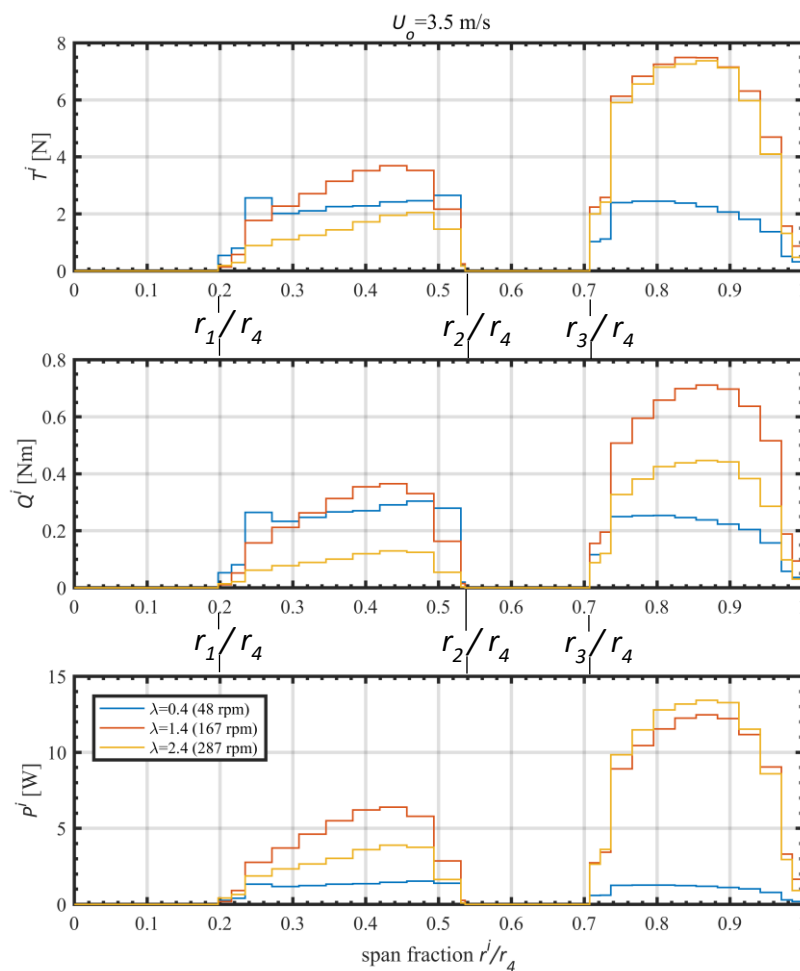 U_o=3.5 m/s
8
6
4
2
0
T^j [N]
0 0.1 0.2 0.3 0.4 0.5 0.6 0.7 0.8 0.9
r_1/r_4 r_2/r_4 r_3/r_4
0.8
0.6
0.4
0.2
0
Q^j [Nm]
0 0.1 0.2 0.3 0.4 0.5 0.6 0.7 0.8 0.9
r_1/r_4 r_2/r_4 r_3/r_4
15
10
5
0
P^j [W]
λ=0.4 (48 rpm)
λ=1.4 (167 rpm)
λ=2.4 (287 rpm)
0 0.1 0.2 0.3 0.4 0.5 0.6 0.7 0.8 0.9
span fraction r^j/r_4